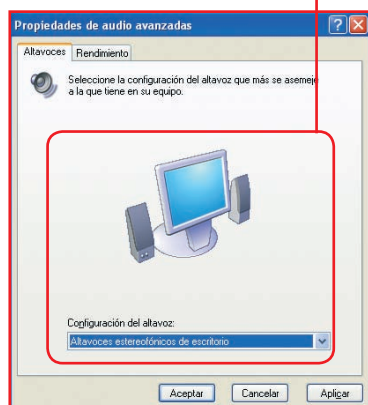 Propiedades de audio avanzadas
Altavoces Rendimiento
Seleccione la configuración del altavoz que más se asemeje
a la que tiene en su equipo.
Configuración del altavoz:
Altavoces estereofónicos de escritorio
Aceptar Cancelar Aplicar